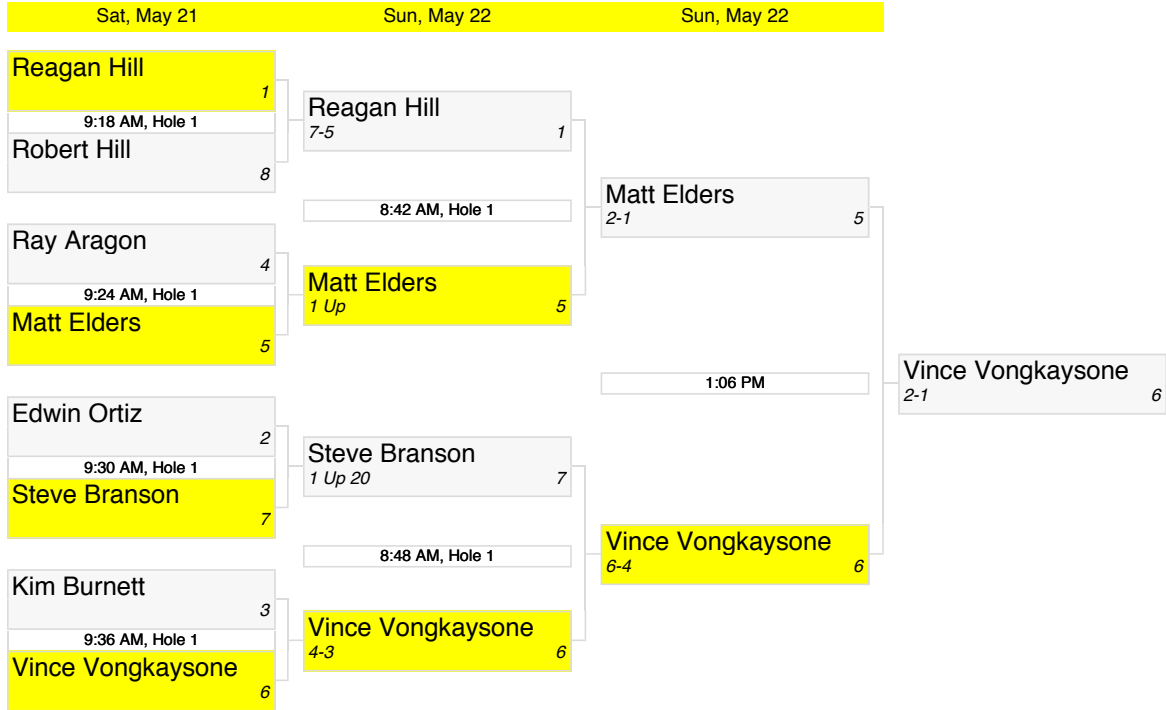 Sat, May 21
Sun, May 22
Sun, May 22
Reagan Hill
1
9:18 AM, Hole 1
Robert Hill
8
Ray Aragon
4
9:24 AM, Hole 1
Matt Elders
5
Edwin Ortiz
2
9:30 AM, Hole 1
Steve Branson
7
Kim Burnett
3
9:36 AM, Hole 1
Vince Vongkaysone
6
Reagan Hill
7-5 1
8:42 AM, Hole 1
Matt Elders
1 Up 5
Steve Branson
1 Up 20 7
8:48 AM, Hole 1
Vince Vongkaysone
4-3 6
Matt Elders
2-1 5
1:06 PM
Vince Vongkaysone
6-4 6
Vince Vongkaysone
2-1 6